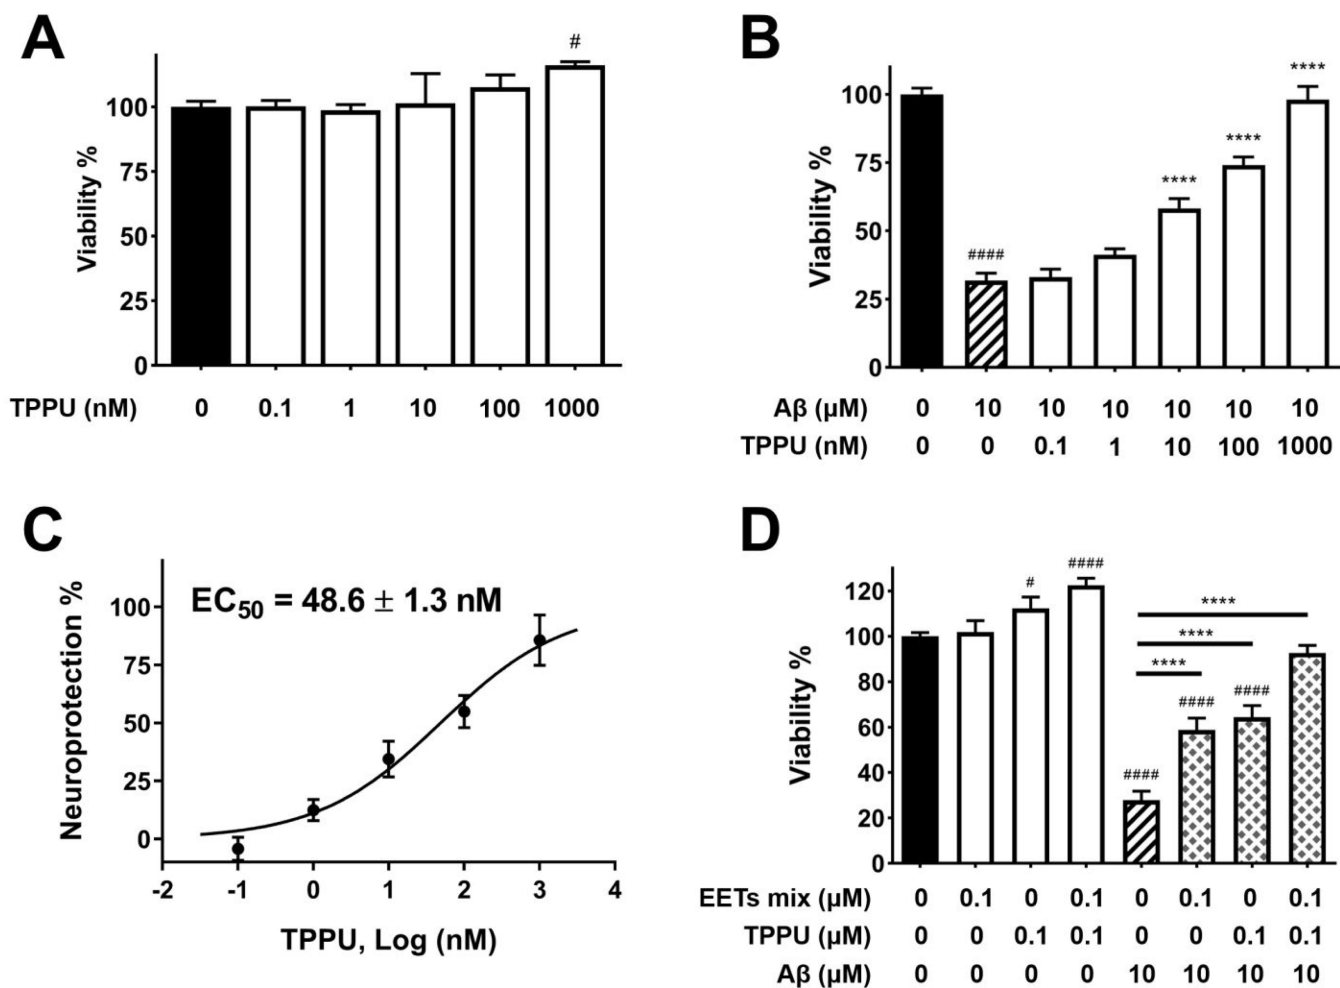 A
#
100
75
50
25
0
Viability %
TPPU (nM) 0 0.1 1 10 100 1000
B
****
****
****
####
100
75
50
25
0
Viability %
Aβ (µM) 0 10 10 10 10 10 10
TPPU (nM) 0 0 0.1 1 10 100 1000
C
EC50 = 48.6 ± 1.3 nM
100
75
50
25
0
Neuroprotection %
-2 -1 0 1 2 3 4
TPPU, Log (nM)
D
####
#
****
****
****
####
####
####
120
100
80
60
40
20
0
Viability %
EETs mix (µM) 0 0.1 0 0.1 0 0.1 0 0.1
TPPU (µM) 0 0 0.1 0.1 0 0 0.1 0.1
Aβ (µM) 0 0 0 0 10 10 10 10